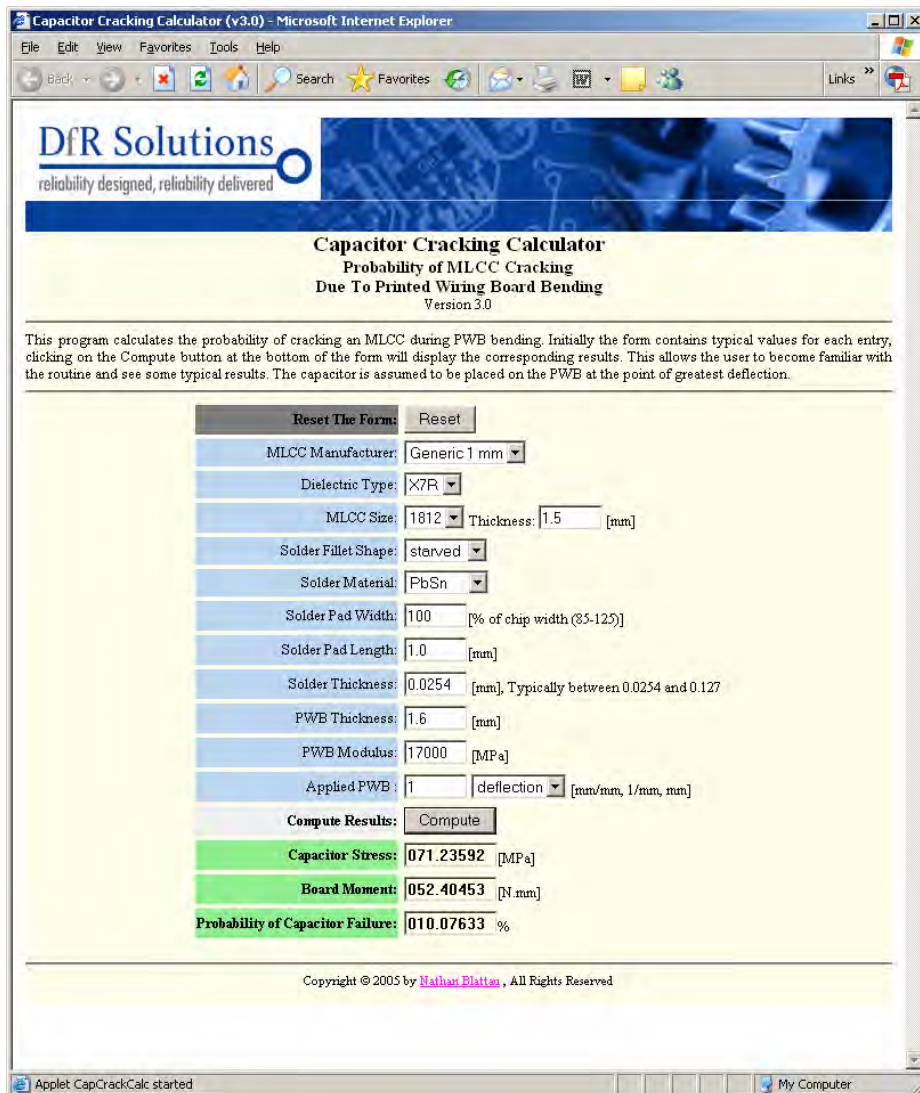 Capacitor Cracking Calculator (v3.0) - Microsoft Internet Explorer
File Edit View Favorites Tools Help
Back Search Favorites Links »
DfR Solutions
reliability designed, reliability delivered
Capacitor Cracking Calculator
Probability of MLCC Cracking
Due To Printed Wiring Board Bending
Version 3.0
This program calculates the probability of cracking an MLCC during PWB bending. Initially the form contains typical values for each entry,
clicking on the Compute button at the bottom of the form will display the corresponding results. This allows the user to become familiar with
the routine and see some typical results. The capacitor is assumed to be placed on the PWB at the point of greatest deflection.
Reset The Form: Reset
MLCC Manufacturer: Generic 1 mm
Dielectric Type: X7R
MLCC Size: 1812 Thickness: 1.5 [mm]
Solder Fillet Shape: starved
Solder Material: PbSn
Solder Pad Width: 100 [% of chip width (85-125)]
Solder Pad Length: 1.0 [mm]
Solder Thickness: 0.0254 [mm], Typically between 0.0254 and 0.127
PWB Thickness: 1.6 [mm]
PWB Modulus: 17000 [MPa]
Applied PWB : 1 deflection [mm/mm, 1/mm, mm]
Compute Results: Compute
Capacitor Stress: 071.23592 [MPa]
Board Moment: 052.40453 [N.mm]
Probability of Capacitor Failure: 010.07633 %
Copyright © 2005 by Nathan Blattau , All Rights Reserved
Applet CapCrackCalc started My Computer